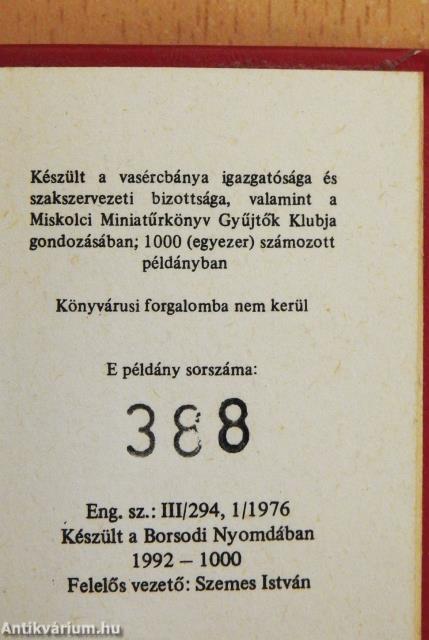 Készült a vasércbánya igazgatósága és
szakszervezeti bizottsága, valamint a
Miskolci Miniatűrkönyv Gyűjtők Klubja
gondozásában; 1000 (egyezer) számozott
példányban
Könyvárusi forgalomba nem kerül
E példány sorszáma:
388
Eng. sz.: III/294, 1/1976
Készült a Borsodi Nyomdában
1992 – 1000
Felelős vezető: Szemes István
Antikvárium.hu